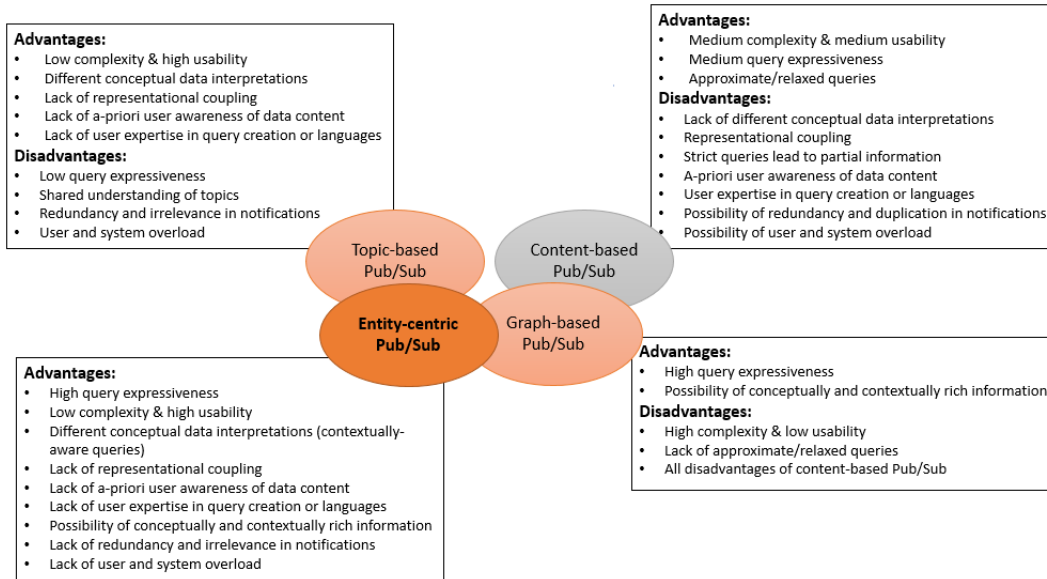 Advantages:
• Low complexity & high usability
• Different conceptual data interpretations
• Lack of representational coupling
• Lack of a-priori user awareness of data content
• Lack of user expertise in query creation or languages
Disadvantages:
• Low query expressiveness
• Shared understanding of topics
• Redundancy and irrelevance in notifications
• User and system overload
Advantages:
• Medium complexity & medium usability
• Medium query expressiveness
• Approximate/relaxed queries
Disadvantages:
• Lack of different conceptual data interpretations
• Representational coupling
• Strict queries lead to partial information
• A-priori user awareness of data content
• User expertise in query creation or languages
• Possibility of redundancy and duplication in notifications
• Possibility of user and system overload
Topic-based
Pub/Sub
Content-based
Pub/Sub
Entity-centric
Pub/Sub
Graph-based
Pub/Sub
Advantages:
• High query expressiveness
• Low complexity & high usability
• Different conceptual data interpretations (contextually-
aware queries)
• Lack of representational coupling
• Lack of a-priori user awareness of data content
• Lack of user expertise in query creation or languages
• Possibility of conceptually and contextually rich information
• Lack of redundancy and irrelevance in notifications
• Lack of user and system overload
Advantages:
• High query expressiveness
• Possibility of conceptually and contextually rich information
Disadvantages:
• High complexity & low usability
• Lack of approximate/relaxed queries
• All disadvantages of content-based Pub/Sub